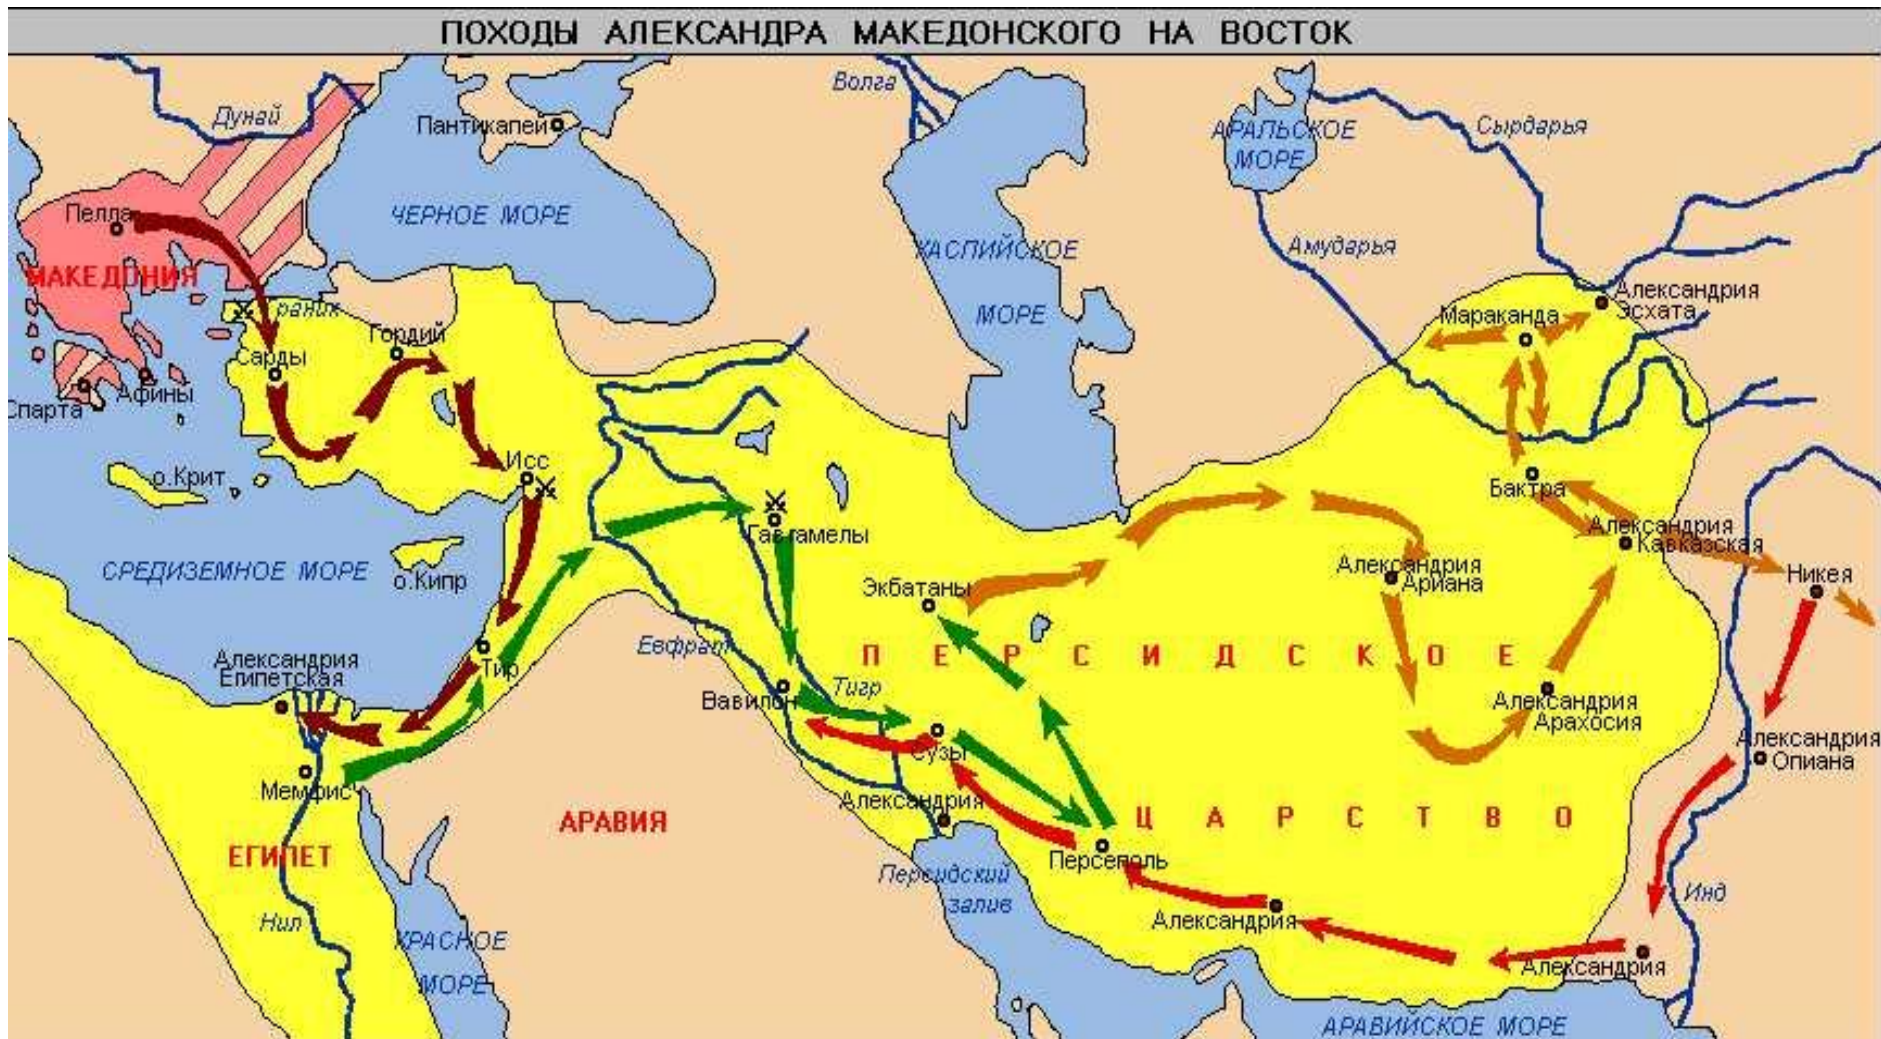 ПОХОДЫ АЛЕКСАНДРА МАКЕДОНСКОГО НА ВОСТОК
Дунай
Волга
Пантикапей
АРАЛЬСКОЕ
МОРЕ
Сырдарья
Пелла
ЧЕРНОЕ МОРЕ
КАСПИЙСКОЕ
МОРЕ
Амударья
МАКЕДОНИЯ
Граник
Александрия
Эсхата
Мараканда
Гордий
Сарды
Спарта
Афины
о.Крит
Исс
Бактра
Гавгамелы
Александрия
Кавказская
СРЕДИЗЕМНОЕ МОРЕ
о.Кипр
Экбатаны
Александрия
Ариана
Никея
Евфрат
ПЕРСИДСКОЕ
Александрия
Египетская
Тир
Вавилон
Тигр
Александрия
Арахосия
Сузы
Александрия
Опиана
Мемфис
Александрия
АРАВИЯ
ЦАРСТВО
ЕГИПЕТ
Персеполь
Персидский
залив
Инд
Нил
Александрия
КРАСНОЕ
МОРЕ
Александрия
АРАВИЙСКОЕ МОРЕ